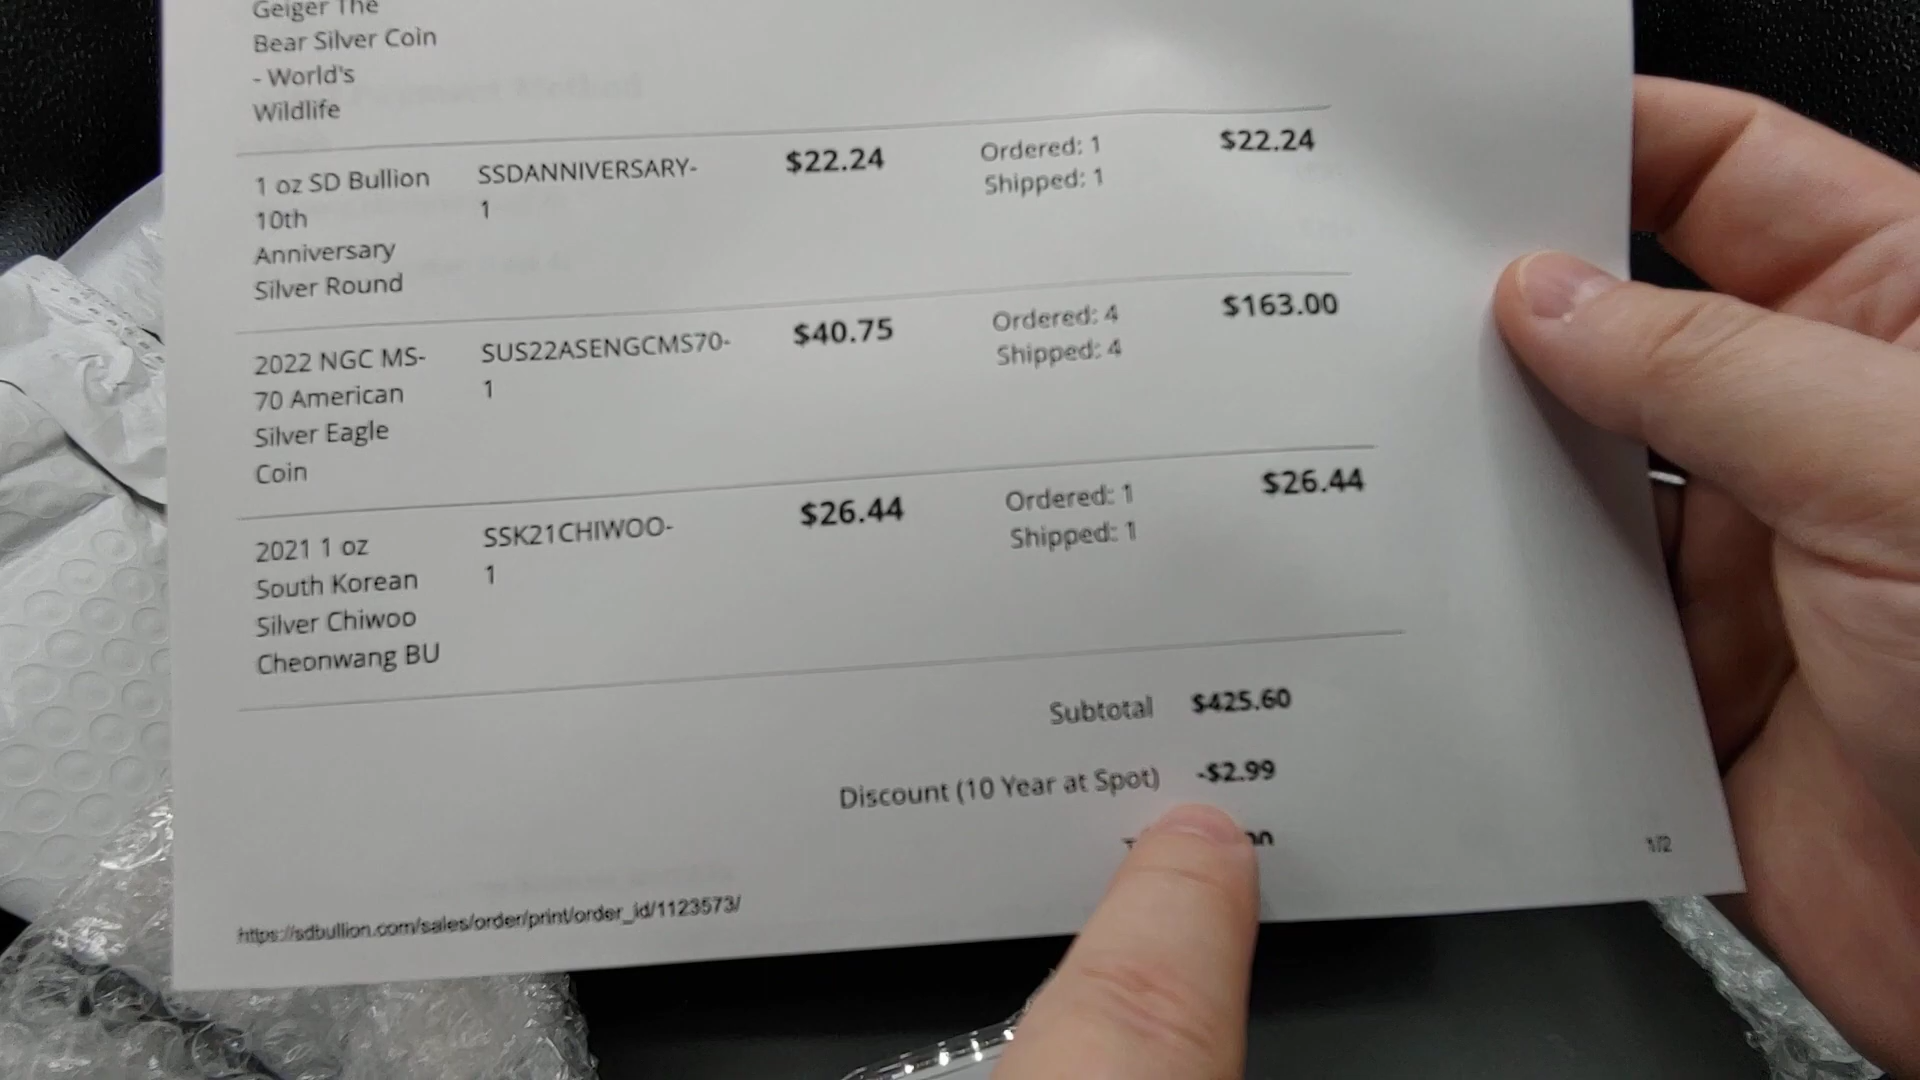 Geiger The
Bear Silver Coin
- World's
Wildlife
1 oz SD Bullion
10th
Anniversary
Silver Round
SSDANNIVERSARY-
1
$22.24
Ordered: 1
Shipped: 1
$22.24
2022 NGC MS-
70 American
Silver Eagle
Coin
SUS22ASENGCMS70-
1
$40.75
Ordered: 4
Shipped: 4
$163.00
2021 1 oz
South Korean
Silver Chiwoo
Cheonwang BU
SSK21CHIWOO-
1
$26.44
Ordered: 1
Shipped: 1
$26.44
Subtotal $425.60
Discount (10 Year at Spot) -$2.99
https://sdbullion.com/sales/order/print/order_id/1123573/
1/2